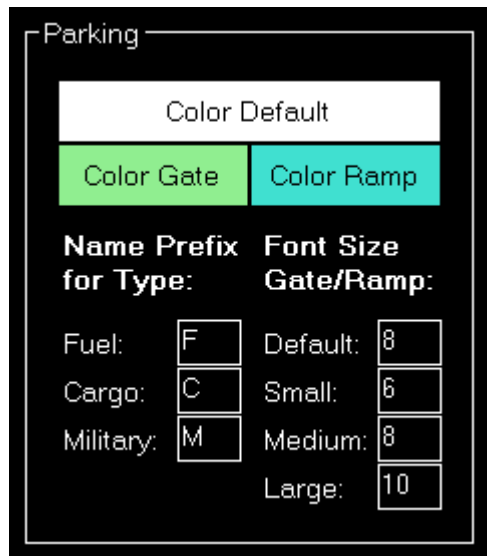 Parking
Color Default
Color Gate Color Ramp
Name Prefix for Type:
Font Size Gate/Ramp:
Fuel: F
Cargo: C
Military: M
Default: 8
Small: 6
Medium: 8
Large: 10